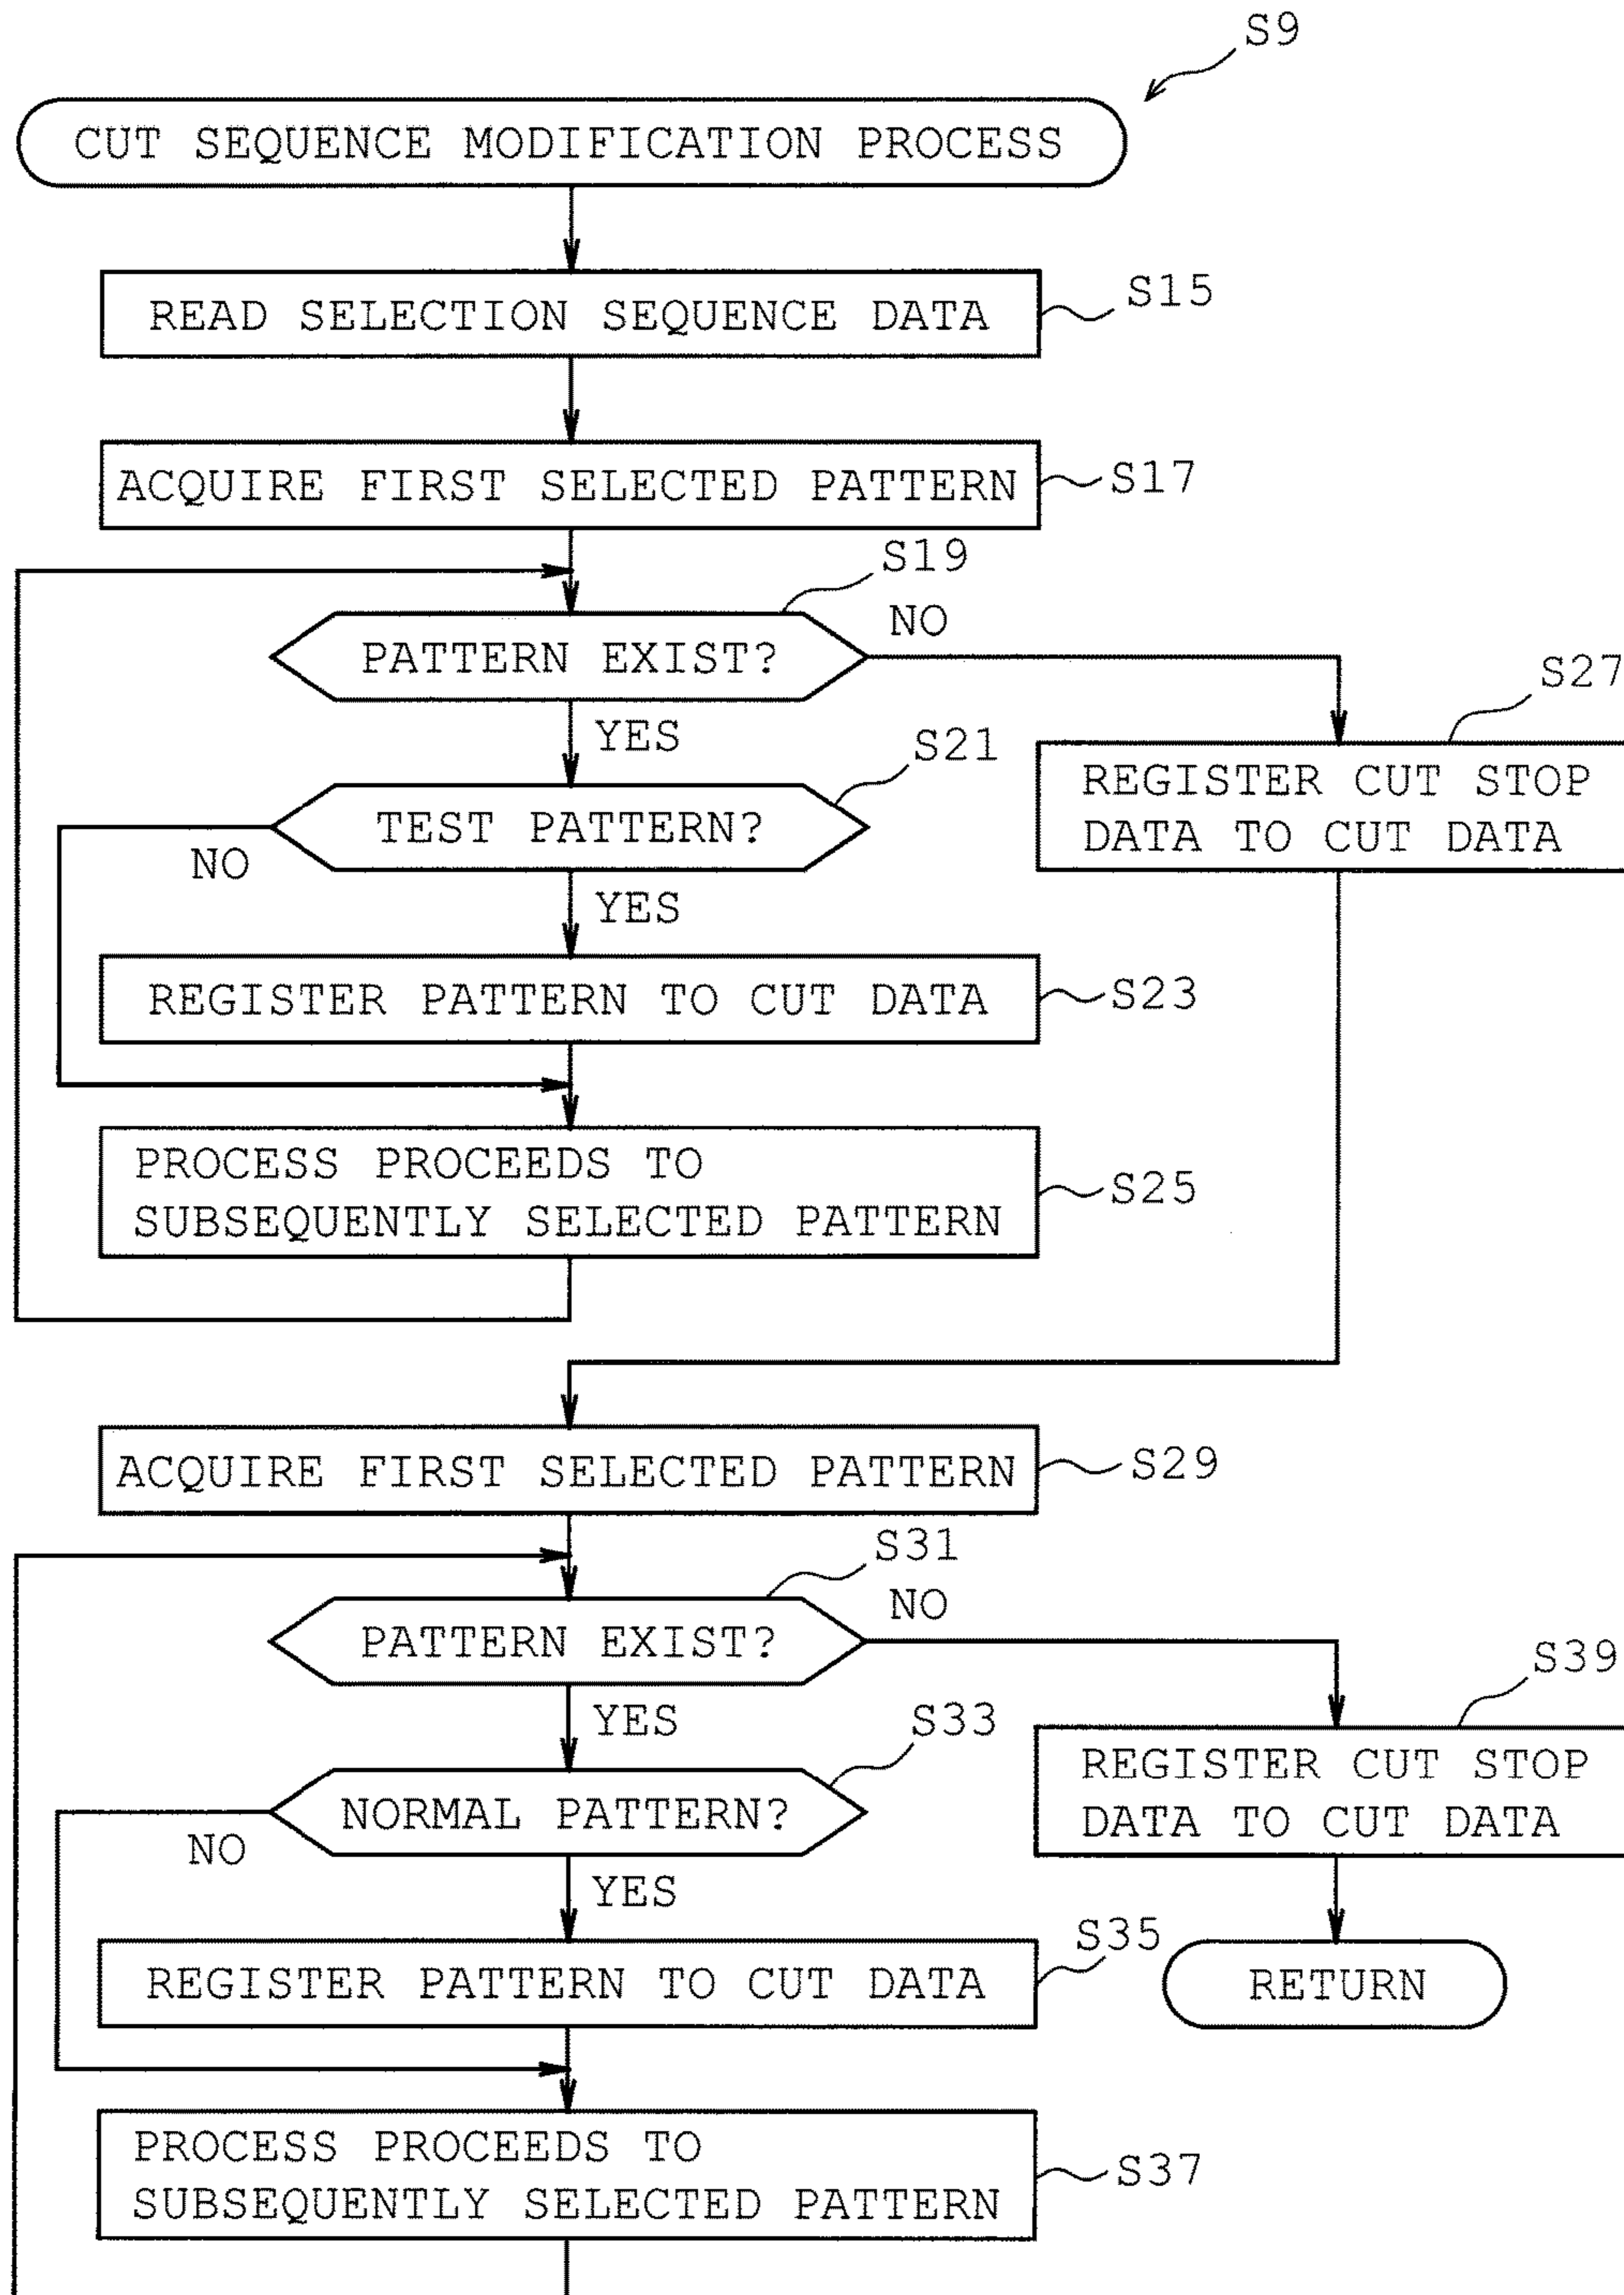 S9
CUT SEQUENCE MODIFICATION PROCESS
READ SELECTION SEQUENCE DATA
S15
ACQUIRE FIRST SELECTED PATTERN
S17
S19
PATTERN EXIST?
NO
YES
S27
REGISTER CUT STOP
DATA TO CUT DATA
S21
TEST PATTERN?
NO
YES
REGISTER PATTERN TO CUT DATA
S23
PROCESS PROCEEDS TO
SUBSEQUENTLY SELECTED PATTERN
S25
ACQUIRE FIRST SELECTED PATTERN
S29
S31
PATTERN EXIST?
NO
YES
S39
REGISTER CUT STOP
DATA TO CUT DATA
S33
NORMAL PATTERN?
NO
YES
S35
REGISTER PATTERN TO CUT DATA
RETURN
PROCESS PROCEEDS TO
SUBSEQUENTLY SELECTED PATTERN
S37